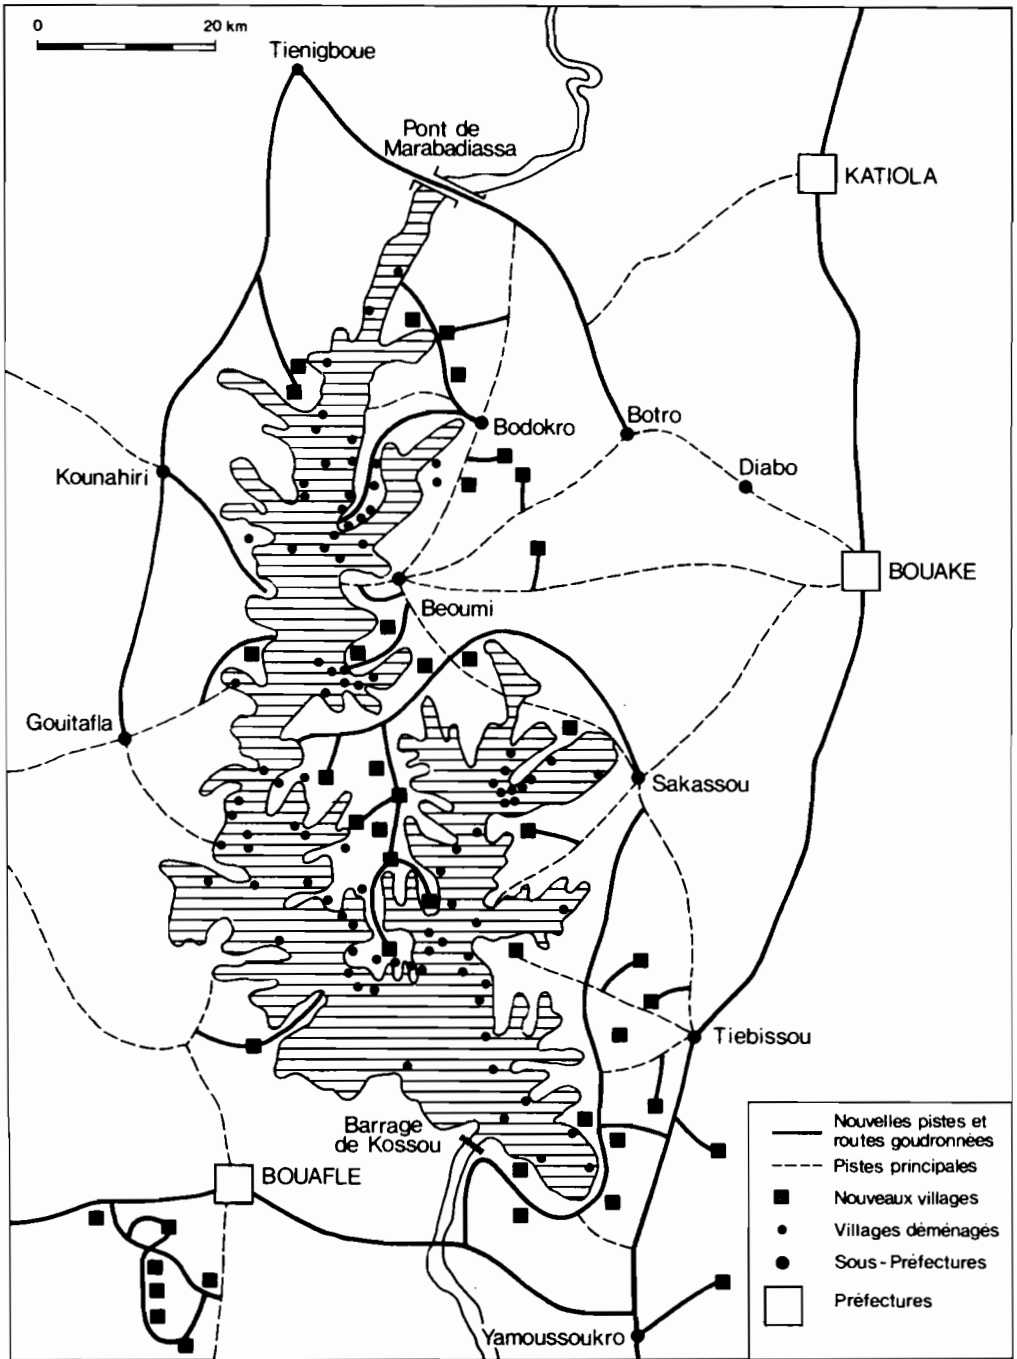 0 20 km
Tienigboue
Pont de
Marabadiassa
KATIOLA
Bodokro
Botro
Kounahiri
Diabo
BOUAKE
Beoumi
Gouitafla
Sakassou
Tiebissou
Barrage
de Kossou
BOUAFLE
Yamoussoukro
Nouvelles pistes et
routes goudronnées
Pistes principales
Nouveaux villages
Villages déménagés
Sous-Préfectures
Préfectures